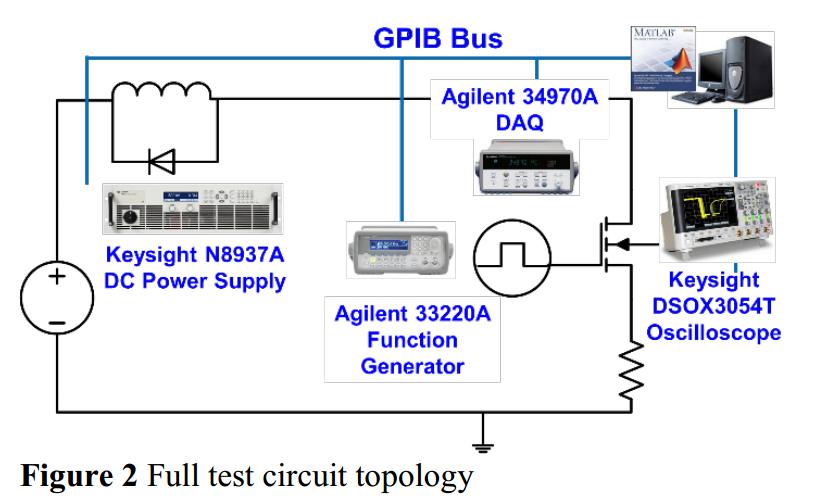 GPIB Bus
MATLAB
Agilent 34970A
DAQ
Keysight N8937A
DC Power Supply
Agilent 33220A
Function
Generator
Keysight
DSOX3054T
Oscilloscope
+
−
Figure 2 Full test circuit topology